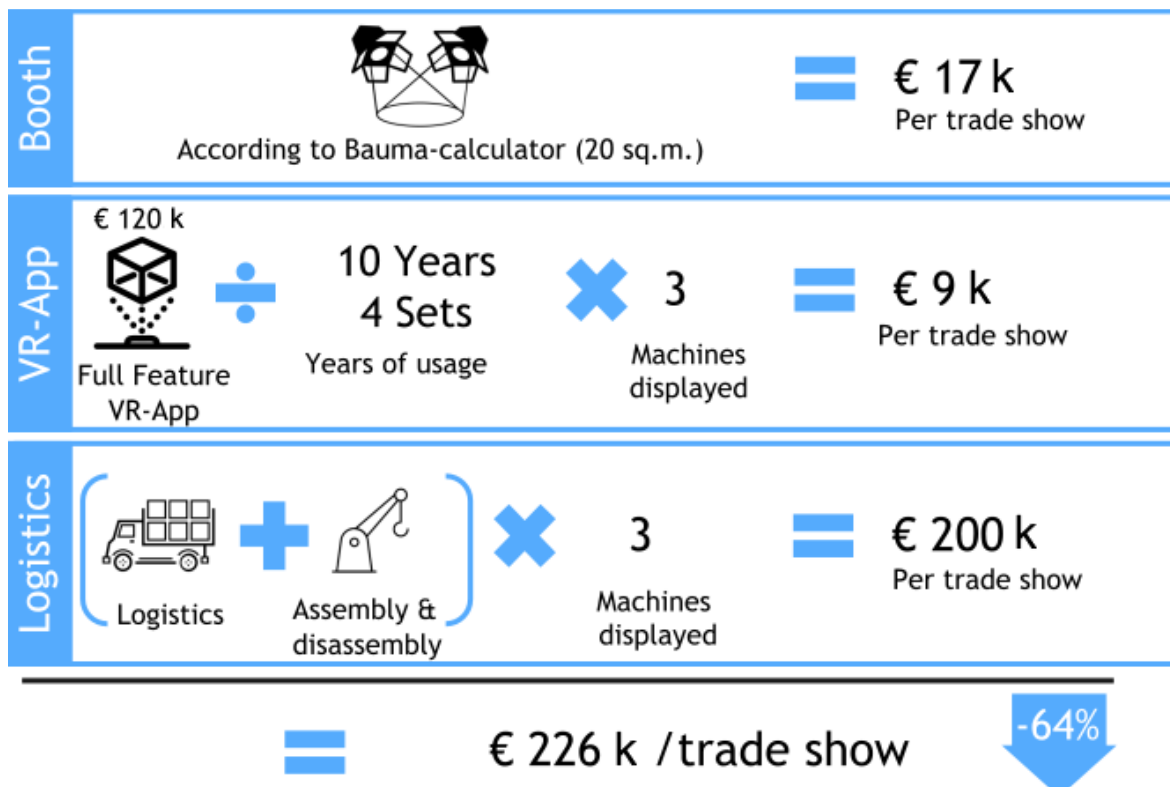 Booth
According to Bauma-calculator (20 sq.m.)
€ 17 k
Per trade show
VR-App
€ 120 k
Full Feature
VR-App
10 Years
4 Sets
Years of usage
3
Machines
displayed
€ 9 k
Per trade show
Logistics
Logistics
Assembly &
disassembly
3
Machines
displayed
€ 200 k
Per trade show
= € 226 k /trade show
-64%